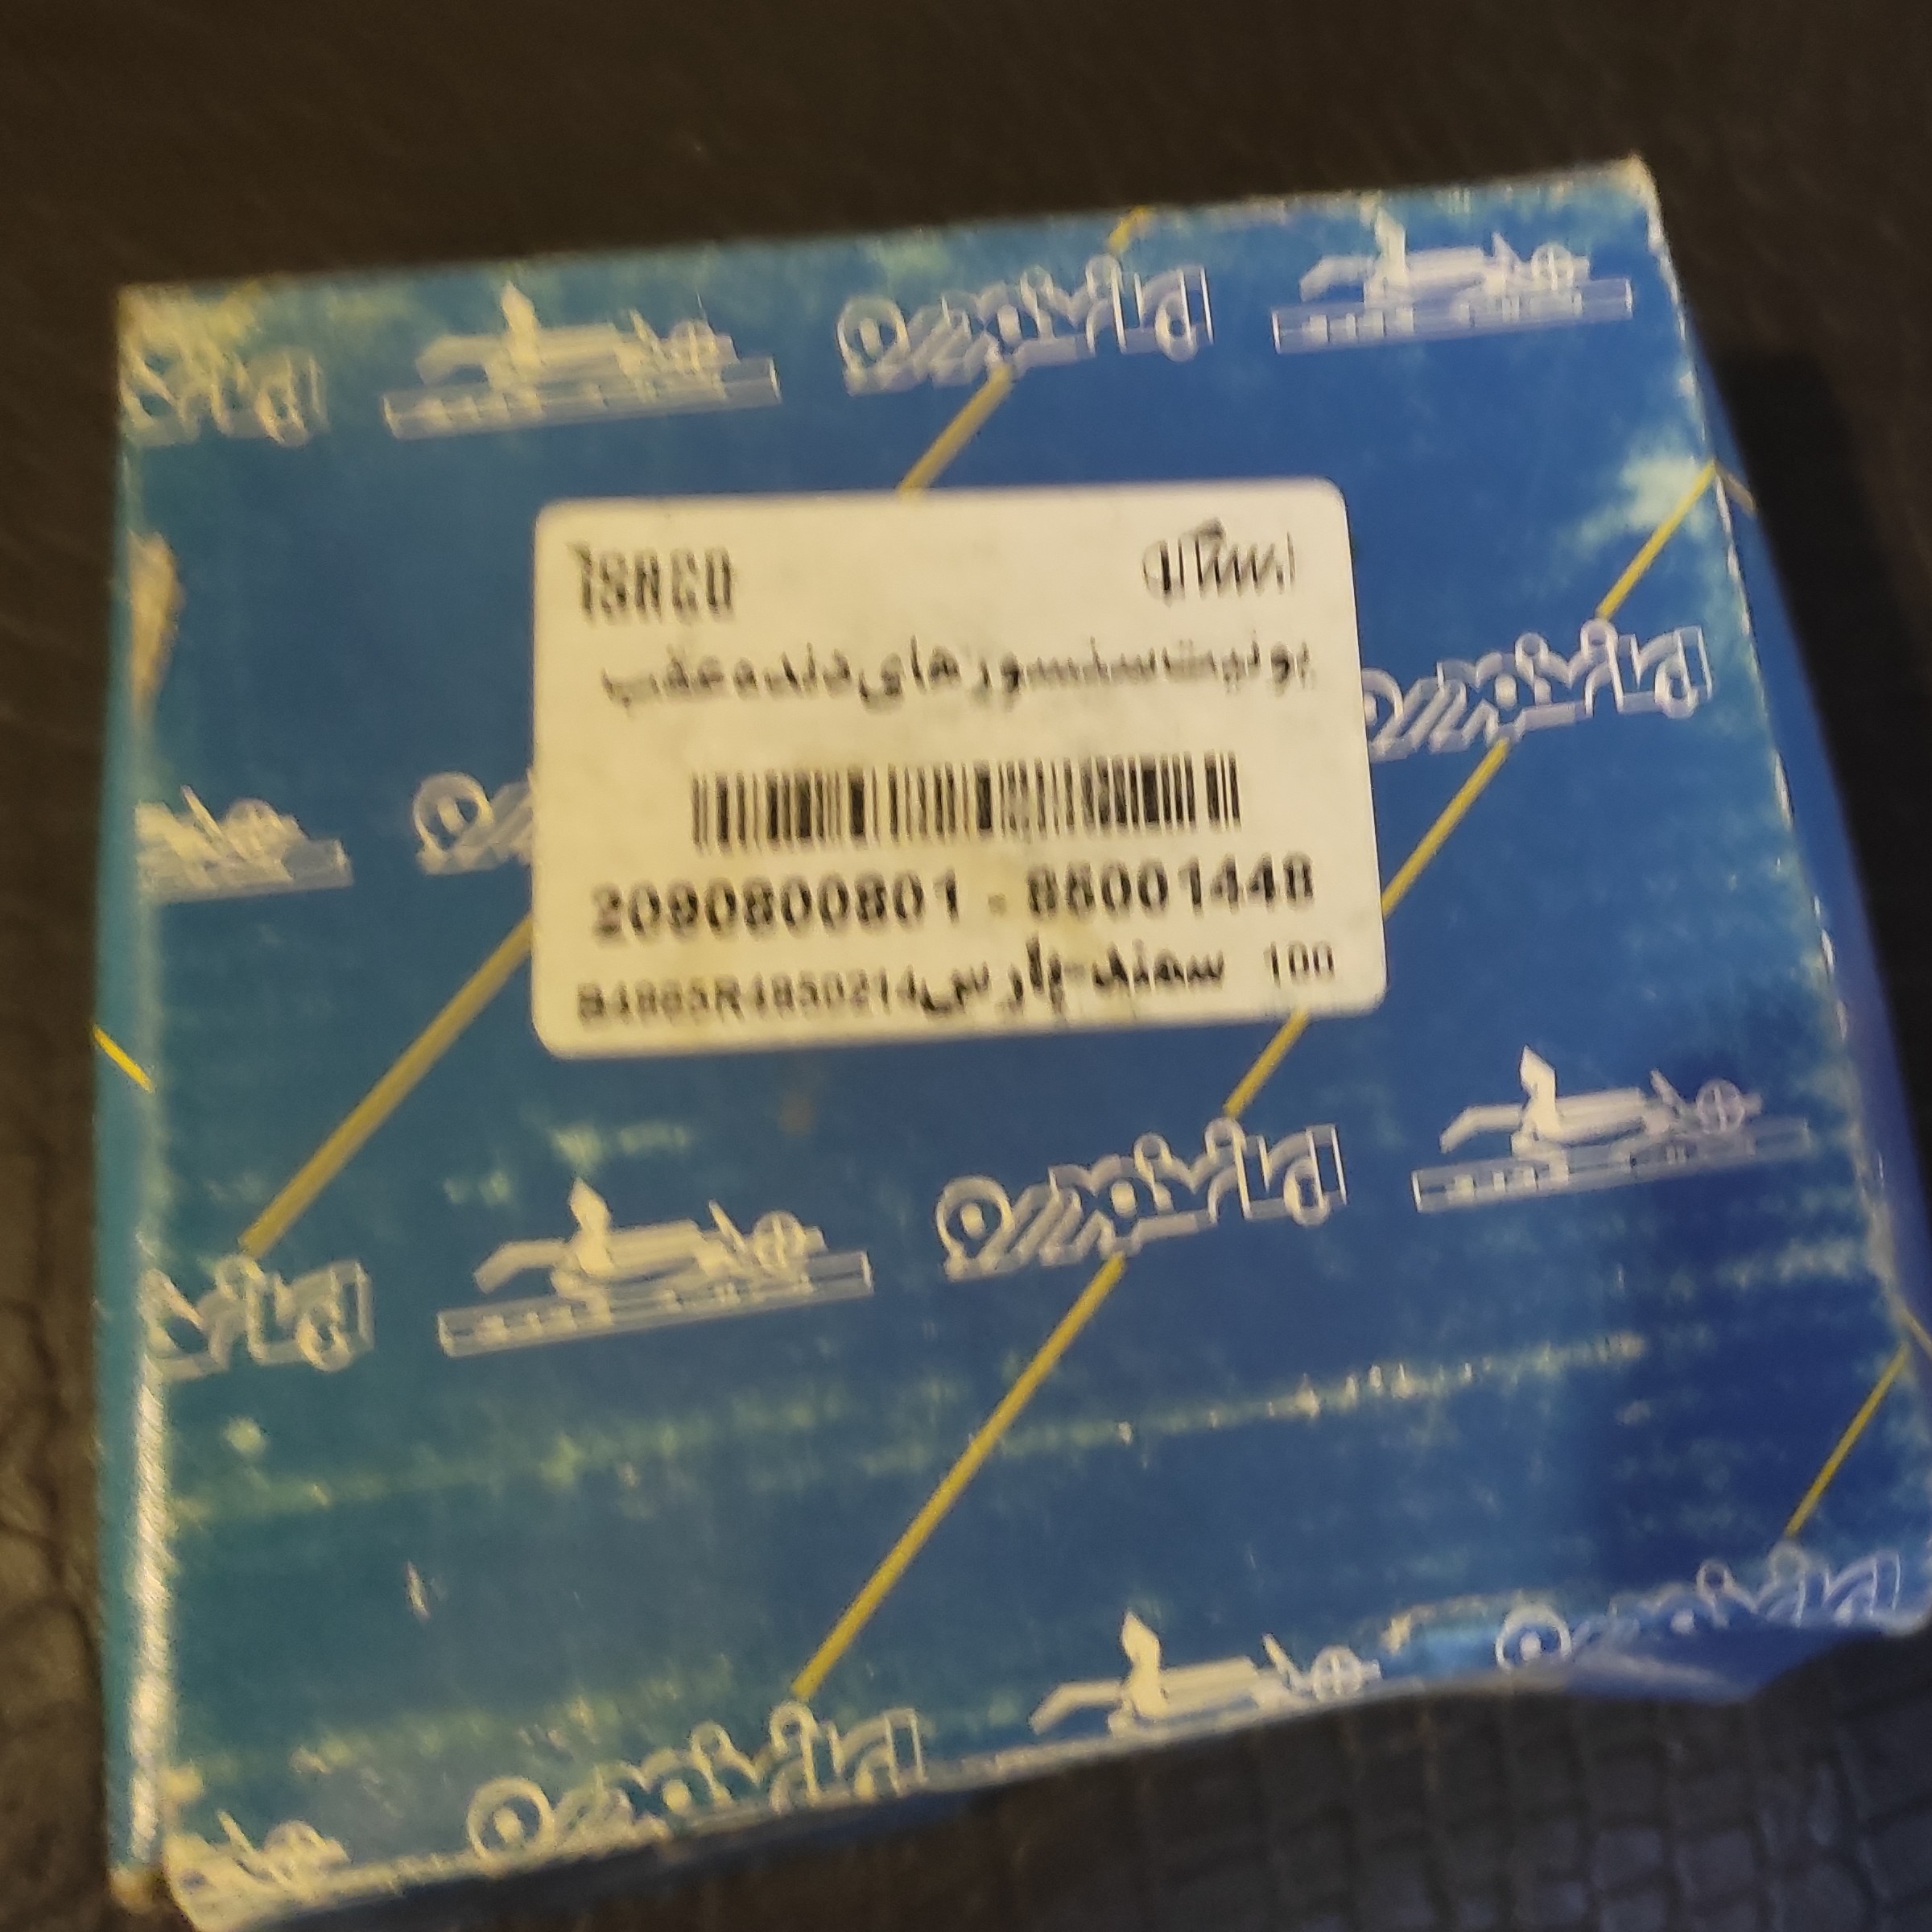 ISACO ایساکو
یونیت سنسورهای دنده عقب
2090800801 - 86001448
سمند-پارس 100